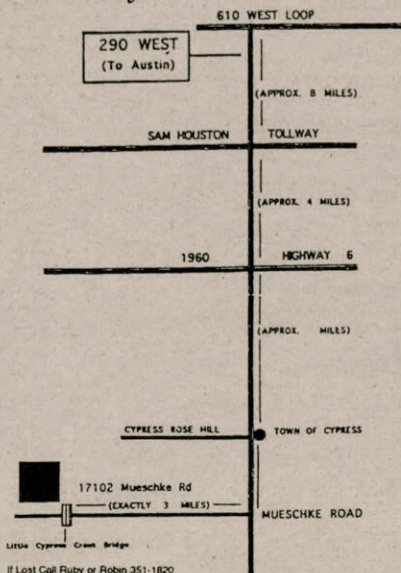 610 WEST LOOP
290 WEST
(To Austin)
(APPROX. 8 MILES)
SAM HOUSTON TOLLWAY
(APPROX. 4 MILES)
1960 HIGHWAY 6
(APPROX. MILES)
CYPRESS ROSE HILL
TOWN OF CYPRESS
17102 Mueschke Rd
(EXACTLY 3 MILES)
MUESCHKE ROAD
Little Cypress Creek Bridge
If Lost Call Ruby or Robin 351-1820